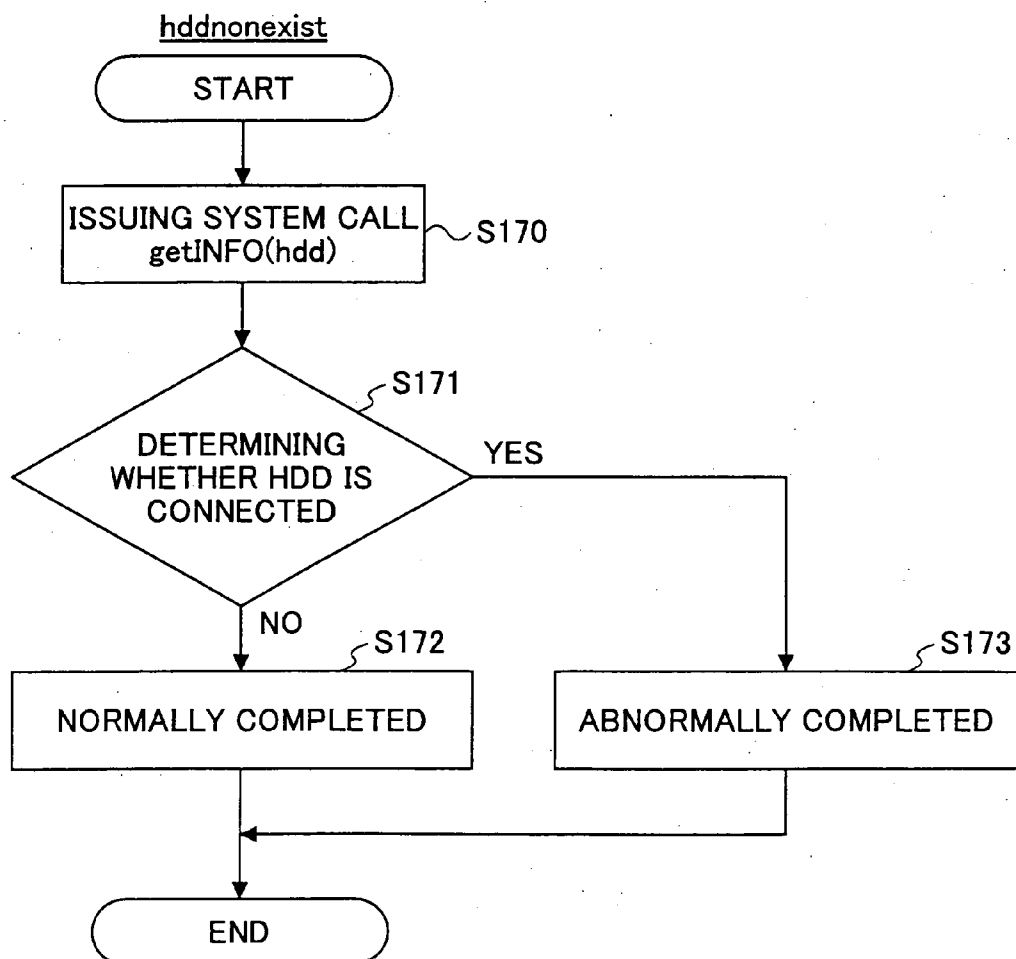 hddnonexist
START
ISSUING SYSTEM CALL
getINFO(hdd)
S170
S171
DETERMINING
WHETHER HDD IS
CONNECTED
YES
NO
S172
S173
NORMALLY COMPLETED
ABNORMALLY COMPLETED
END